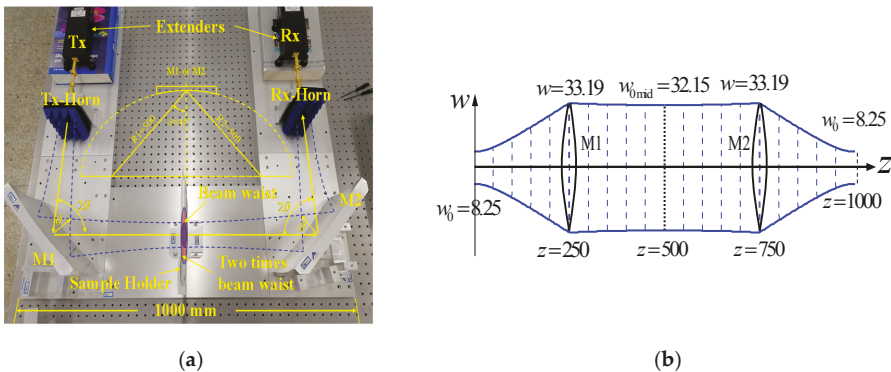 Extenders
Tx
Rx
M1 or M2
Tx-Horn
Rx-Horn
Beam waist
2θ
2θ
θ
M2
M1
Sample Holder
Two times
beam waist
1000 mm
(a)
w
w=33.19
w0mid=32.15
w=33.19
w0=8.25
M1
M2
z
w0=8.25
z=1000
z=250
z=500
z=750
(b)